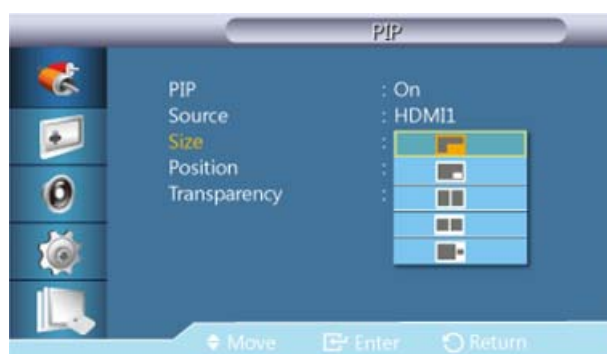 PIP
PIP : On
Source : HDMI1
Size :
Position :
Transparency :
Move Enter Return